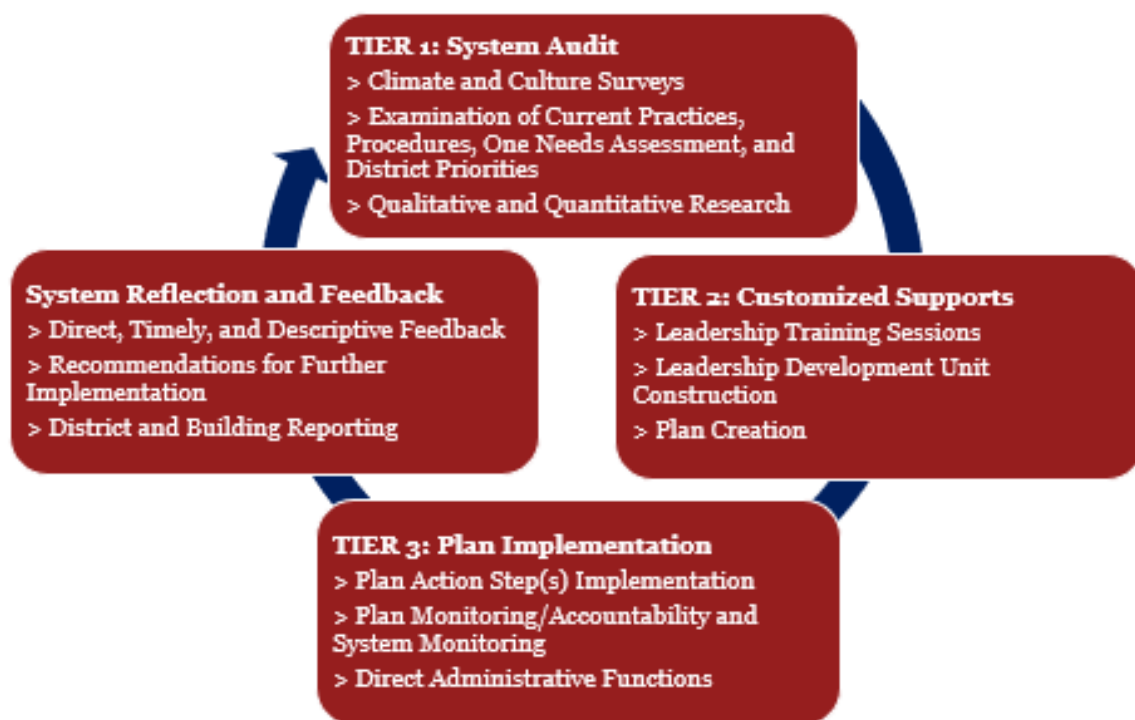 TIER 1: System Audit
> Climate and Culture Surveys
> Examination of Current Practices,
Procedures, One Needs Assessment, and
District Priorities
> Qualitative and Quantitative Research
System Reflection and Feedback
> Direct, Timely, and Descriptive Feedback
> Recommendations for Further
Implementation
> District and Building Reporting
TIER 2: Customized Supports
> Leadership Training Sessions
> Leadership Development Unit
Construction
> Plan Creation
TIER 3: Plan Implementation
> Plan Action Step(s) Implementation
> Plan Monitoring/Accountability and
System Monitoring
> Direct Administrative Functions